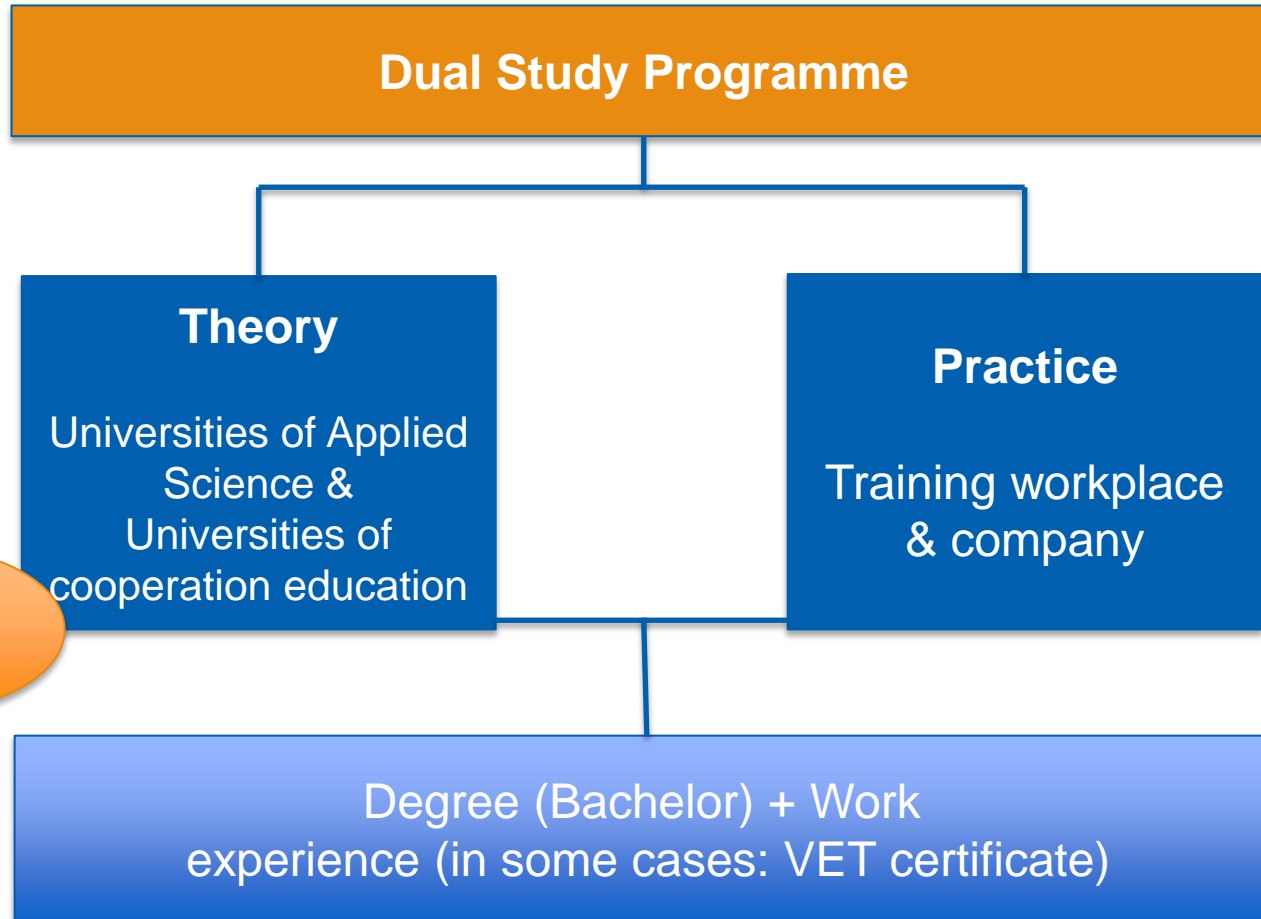 Dual Study Programme
Theory
Universities of Applied
Science &
Universities of
cooperation education
Practice
Training workplace
& company
Degree (Bachelor) + Work
experience (in some cases: VET certificate)